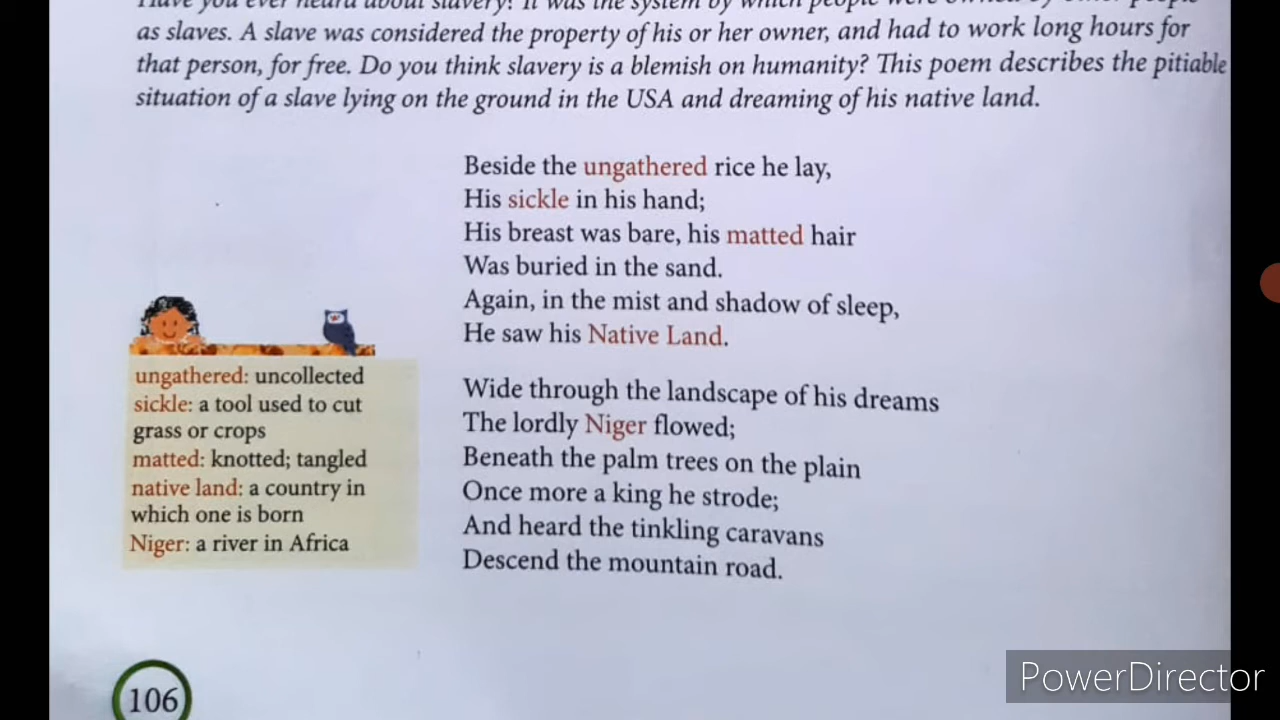 Have you ever heard about slavery? It was the system by which people were owned by other people
as slaves. A slave was considered the property of his or her owner, and had to work long hours for
that person, for free. Do you think slavery is a blemish on humanity? This poem describes the pitiable
situation of a slave lying on the ground in the USA and dreaming of his native land.
Beside the ungathered rice he lay,
His sickle in his hand;
His breast was bare, his matted hair
Was buried in the sand.
Again, in the mist and shadow of sleep,
He saw his Native Land.
Wide through the landscape of his dreams
The lordly Niger flowed;
Beneath the palm trees on the plain
Once more a king he strode;
And heard the tinkling caravans
Descend the mountain road.
ungathered: uncollected
sickle: a tool used to cut
grass or crops
matted: knotted; tangled
native land: a country in
which one is born
Niger: a river in Africa
106
PowerDirector